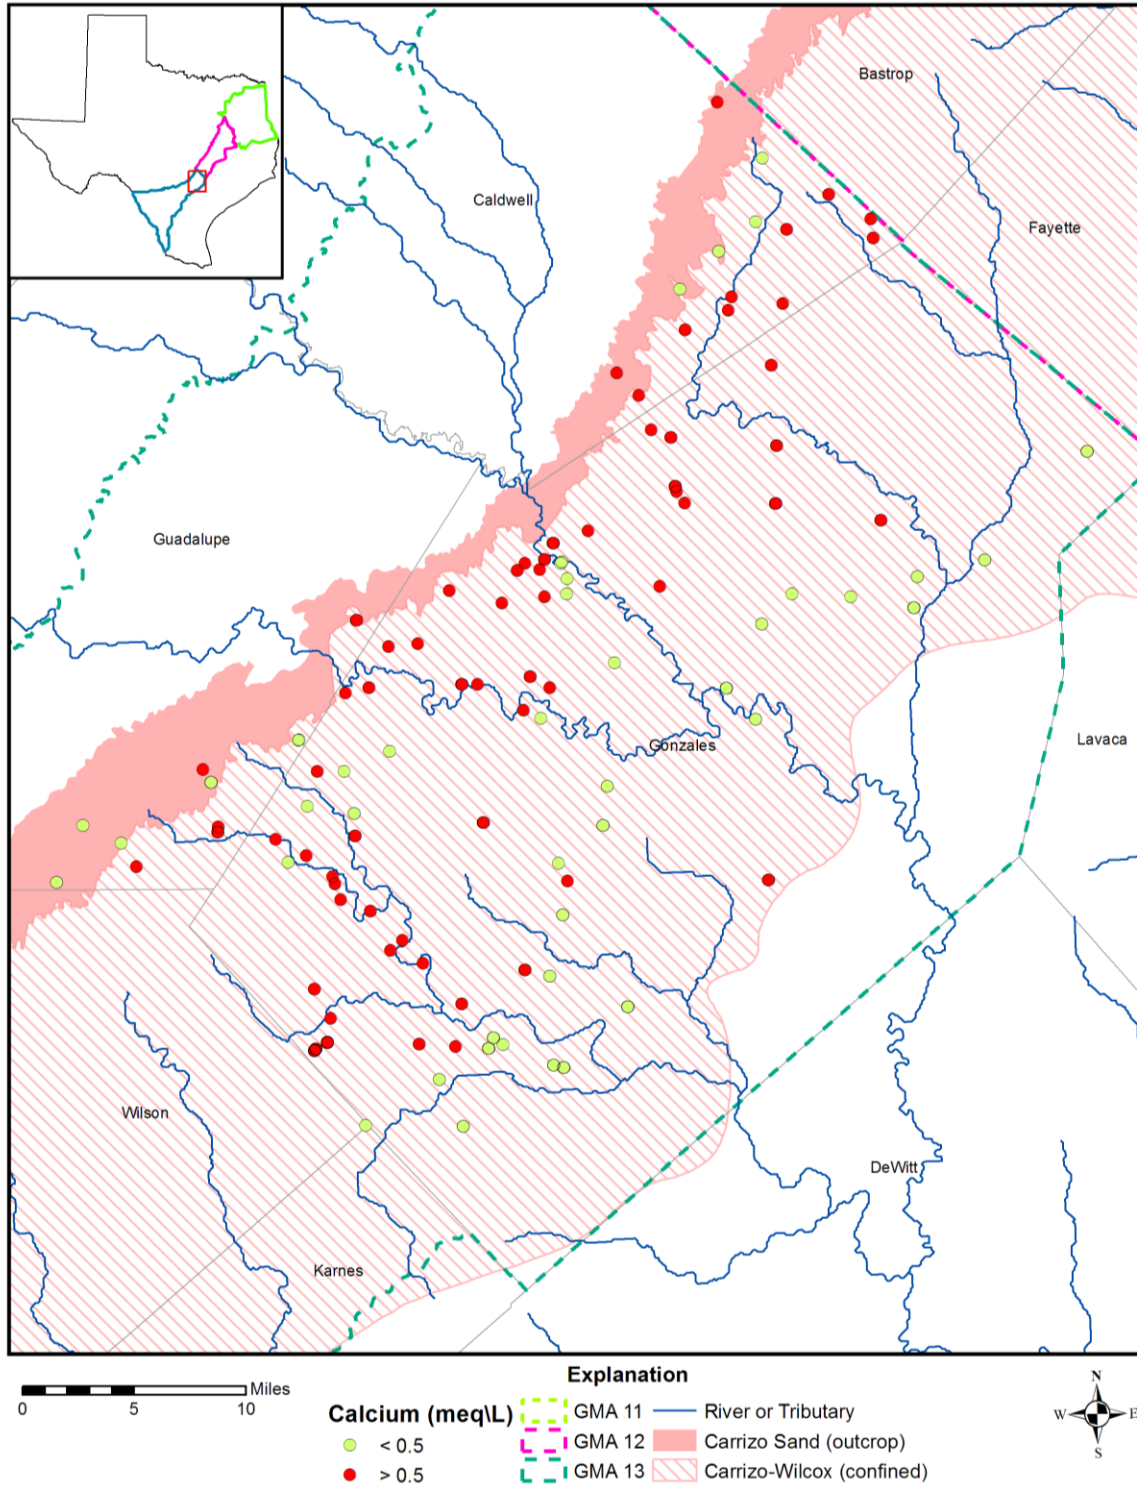 Bastrop
Caldwell
Fayette
Guadalupe
Gonzales
Lavaca
Wilson
DeWitt
Karnes
Explanation
Miles
0 5 10
Calcium (meq\L)
< 0.5
> 0.5
GMA 11
GMA 12
GMA 13
River or Tributary
Carrizo Sand (outcrop)
Carrizo-Wilcox (confined)
N
W E
S